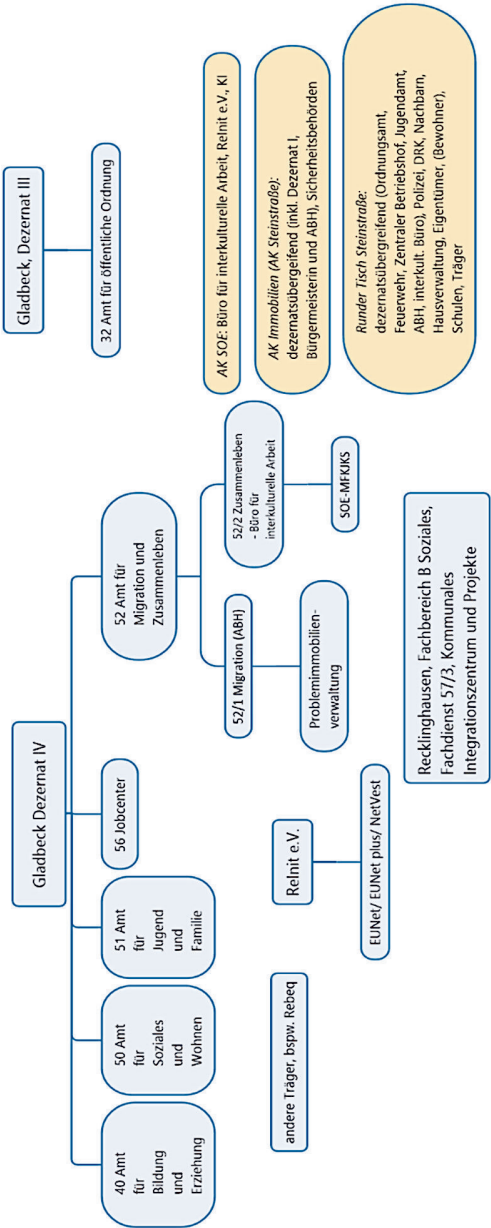 Gladbeck Dezernat IV
Gladbeck, Dezernat III
40 Amt
für
Bildung
und
Erziehung
50 Amt
für
Soziales
und
Wohnen
51 Amt
für
Jugend
und
Familie
56 Jobcenter
52 Amt für
Migration und
Zusammenleben
32 Amt für öffentliche Ordnung
52/1 Migration (ABH)
52/2 Zusammenleben
- Büro für
interkulturelle Arbeit
Problemimmobilien-
verwaltung
SOE-MFKJKS
andere Träger, bspw. Rebeq
ReInit e.V.
EUNet/ EUNet plus/ NetVest
Recklinghausen, Fachbereich B Soziales,
Fachdienst 57/3, Kommunales
Integrationszentrum und Projekte
AK SOE: Büro für interkulturelle Arbeit, ReInit e.V., KI
AK Immobilien (AK Steinstraße):
dezernatsübergeifend (inkl. Dezernat I,
Bürgermeisterin und ABH), Sicherheitsbehörden
Runder Tisch Steinstraße:
dezernatsübergreifend (Ordnungsamt,
Feuerwehr, Zentraler Betriebshof, Jugendamt,
ABH, interkult. Büro), Polizei, DRK, Nachbarn,
Hausverwaltung, Eigentümer, (Bewohner),
Schulen, Träger